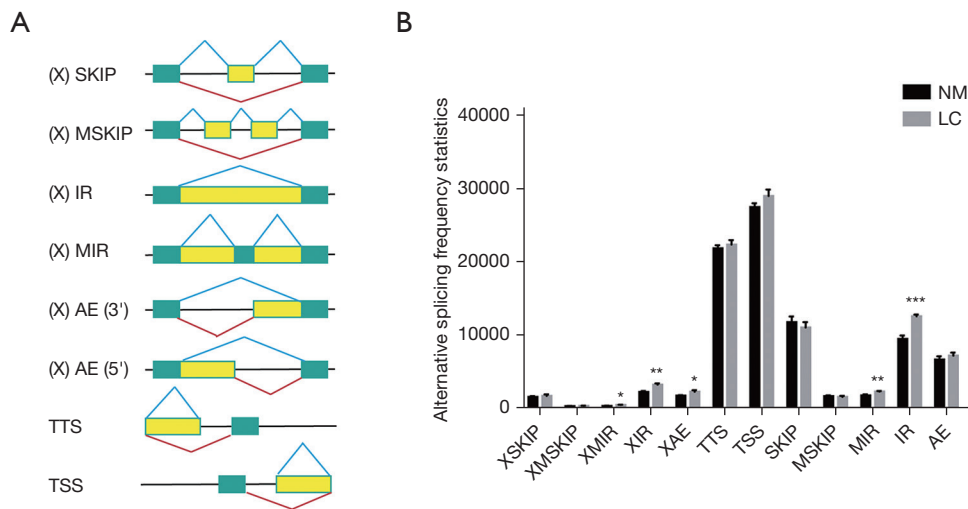 A
(X) SKIP
(X) MSKIP
(X) IR
(X) MIR
(X) AE (3')
(X) AE (5')
TTS
TSS
B
NM
LC
Alternative splicing frequency statistics
40000
30000
20000
10000
0
*
**
*
**
***
XSKIP
XMSKIP
XMIR
XIR
XAE
TTS
TSS
SKIP
MSKIP
MIR
IR
AE